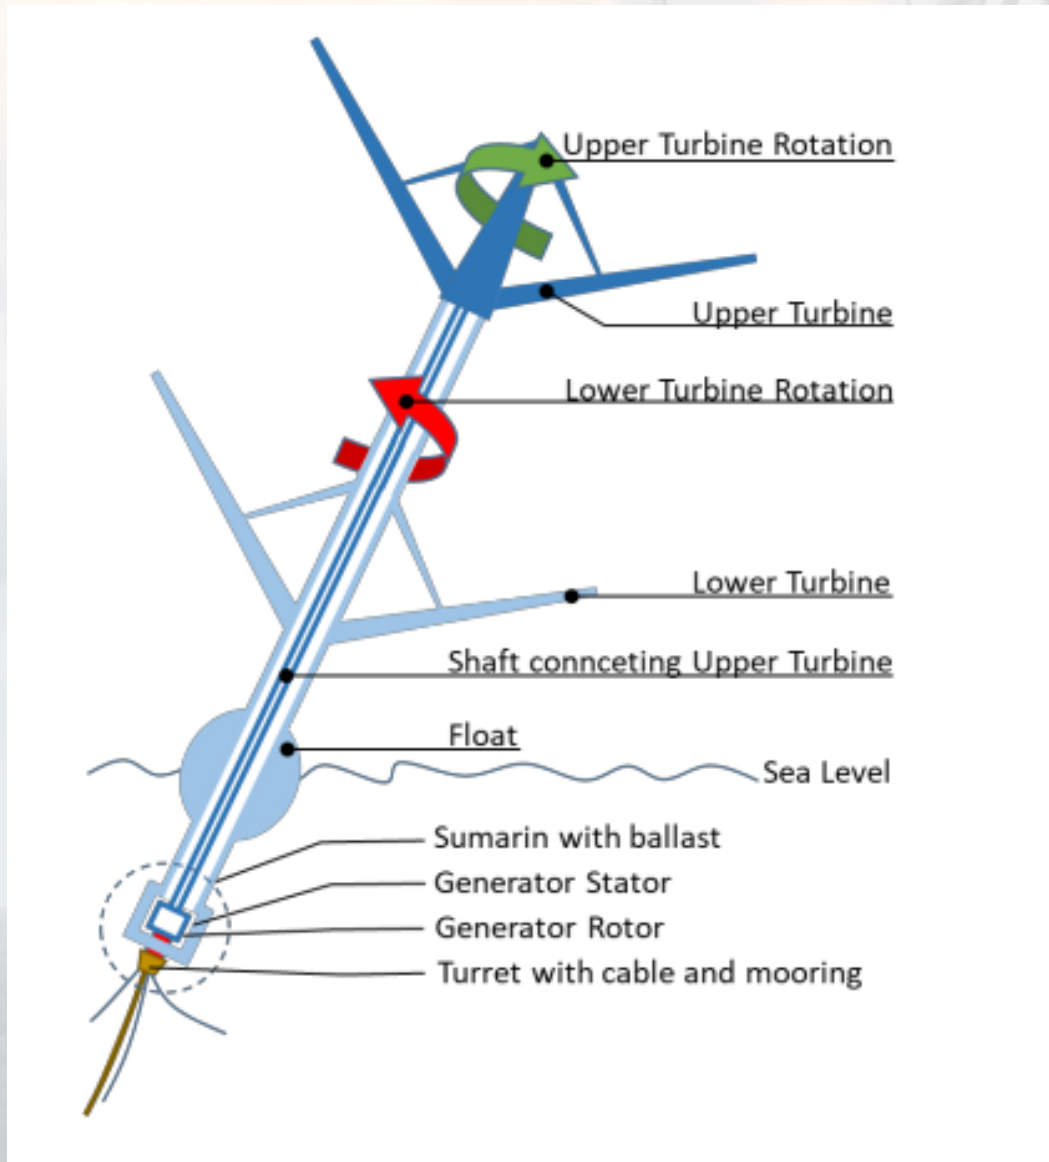 Upper Turbine Rotation
Upper Turbine
Lower Turbine Rotation
Lower Turbine
Shaft connceting Upper Turbine
Float
Sea Level
Sumarin with ballast
Generator Stator
Generator Rotor
Turret with cable and mooring